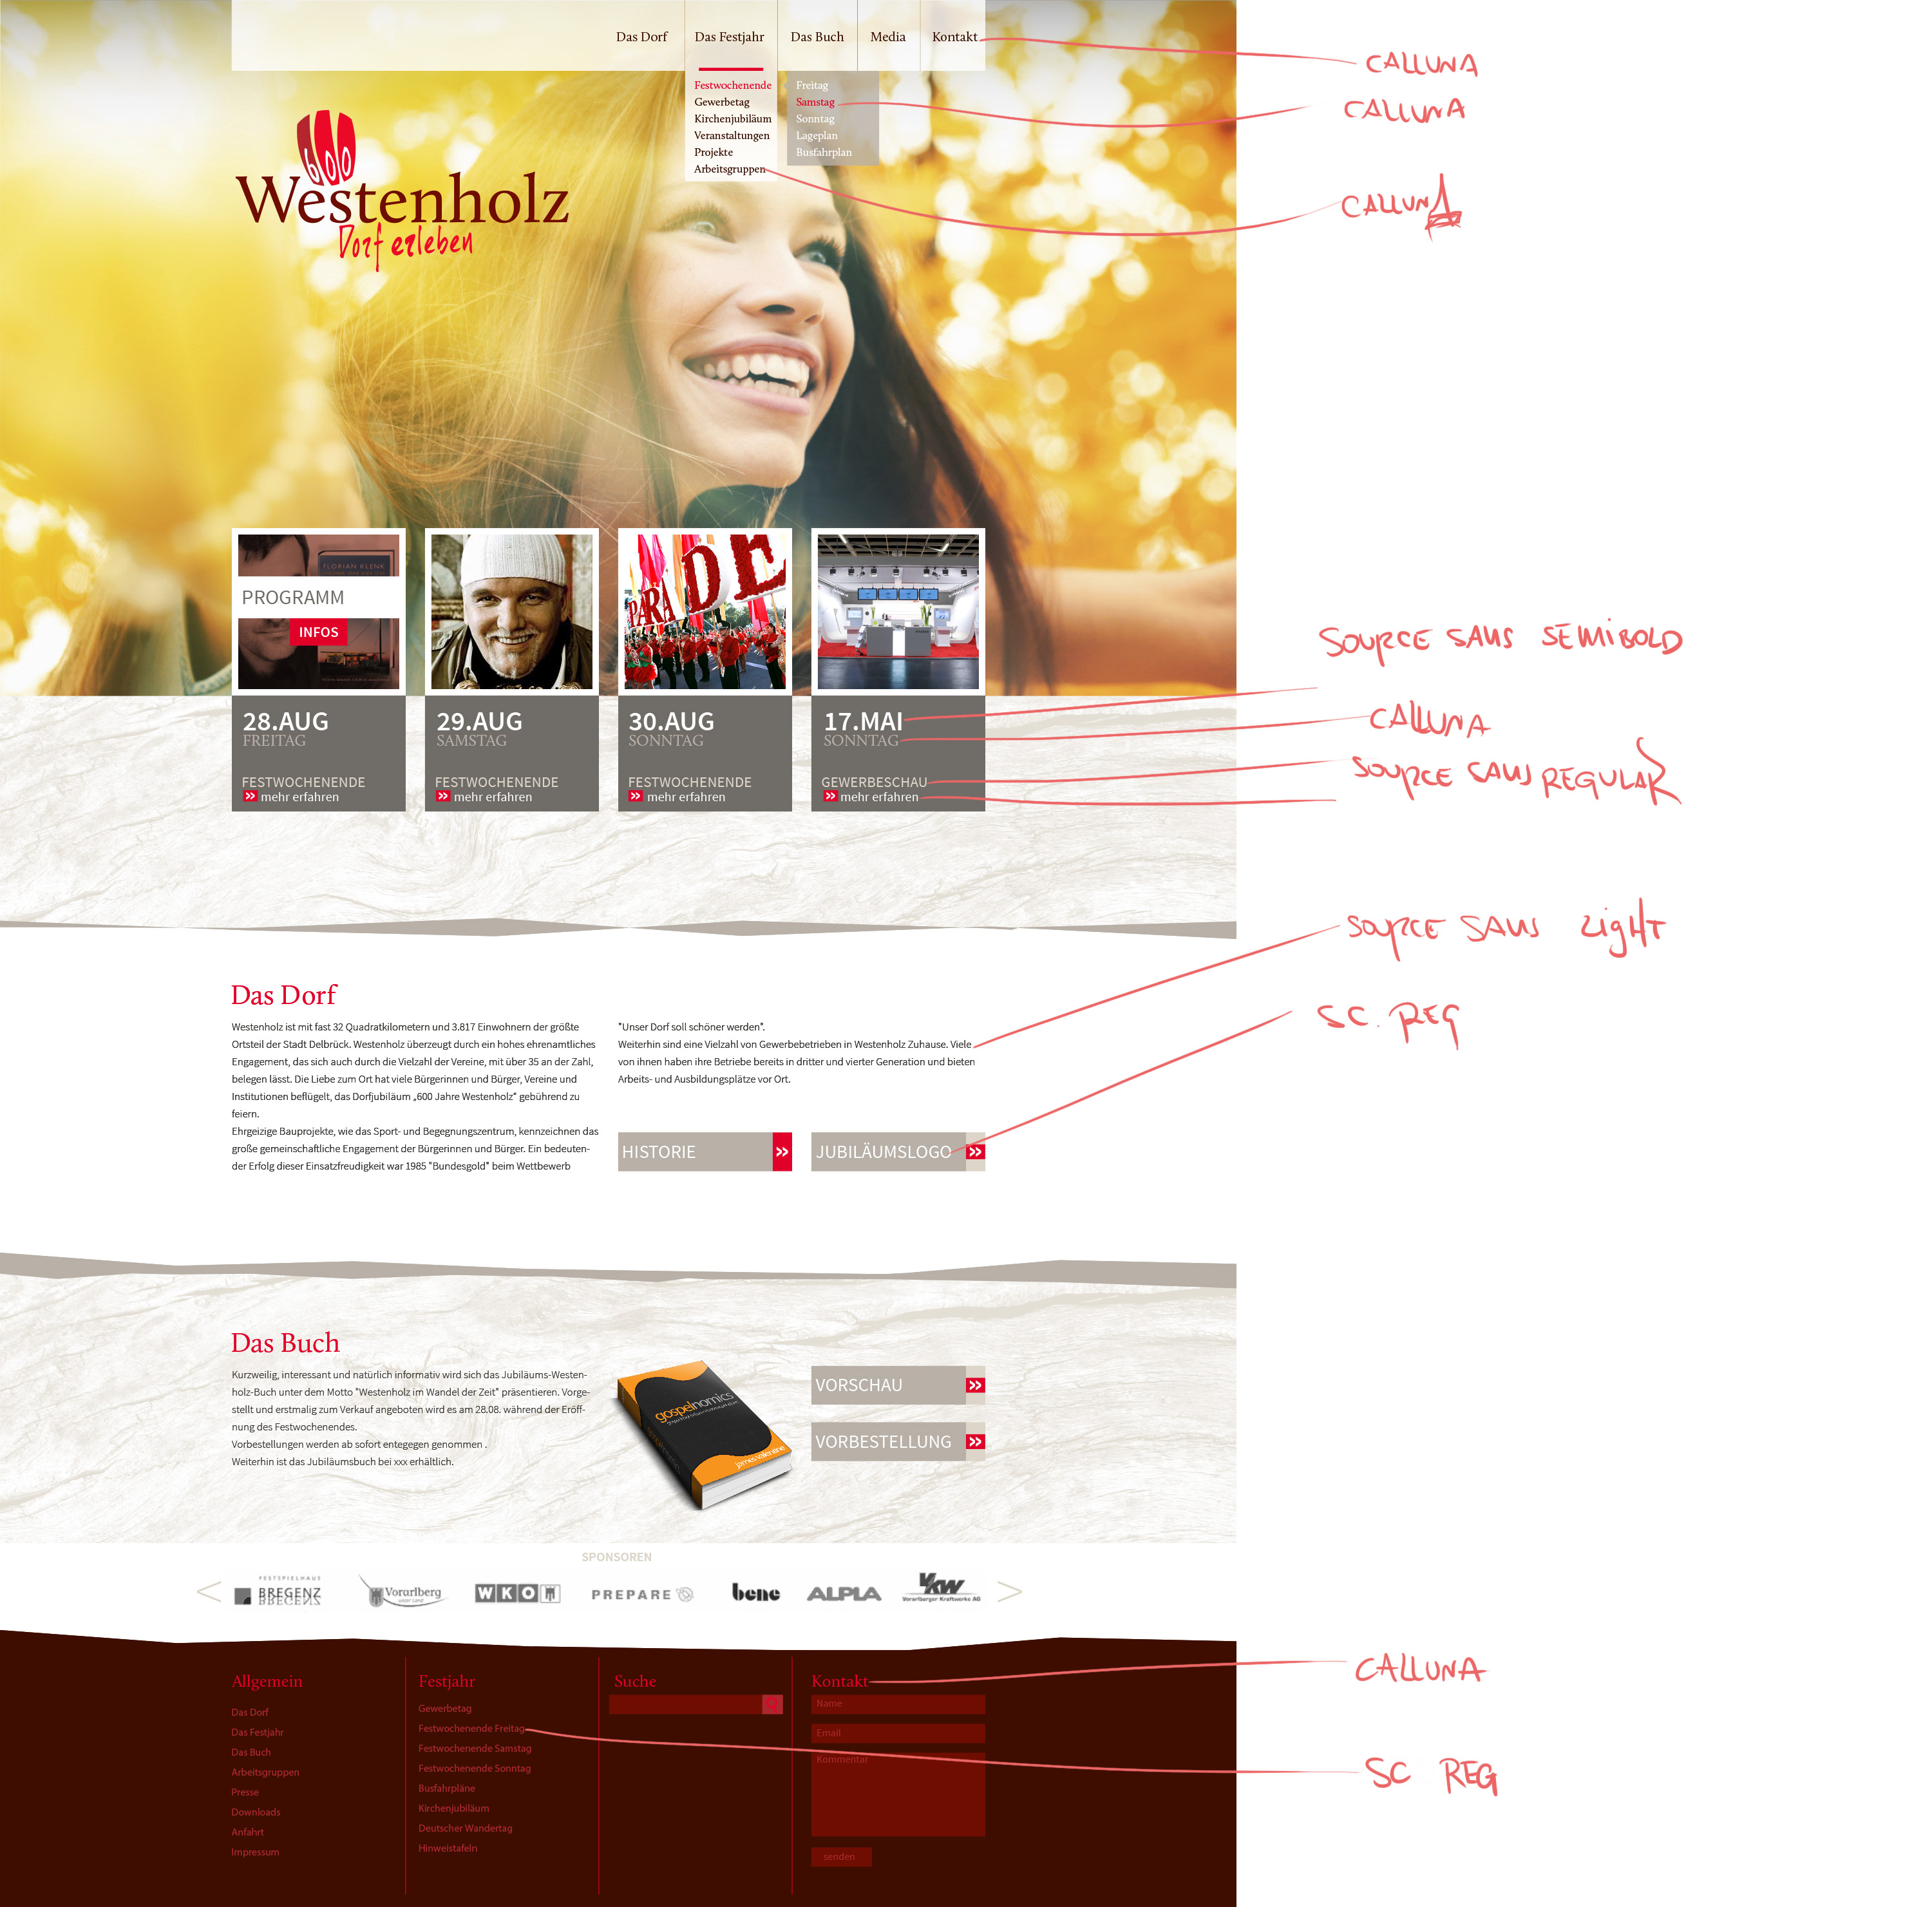 Das Dorf Das Festjahr Das Buch Media Kontakt
CALLUNA
Festwochenende
Gewerbetag
Kirchenjubiläum
Veranstaltungen
Projekte
Arbeitsgruppen
Freitag
Samstag
Sonntag
Lageplan
Busfahrplan
CALLUNA
CALLUNA
600
Westenholz
Dorf erleben
FLORIAN KLENK
PROGRAMM
INFOS
PARADE
SOURCE SANS SEMIBOLD
28.AUG
FREITAG
FESTWOCHENENDE
» mehr erfahren
29.AUG
SAMSTAG
FESTWOCHENENDE
» mehr erfahren
30.AUG
SONNTAG
FESTWOCHENENDE
» mehr erfahren
17.MAI
SONNTAG
GEWERBESCHAU
» mehr erfahren
CALLUNA
SOURCE SANS REGULAR
SOURCE SANS LIGHT
SC. REG
Das Dorf
Westenholz ist mit fast 32 Quadratkilometern und 3.817 Einwohnern der größte
Ortsteil der Stadt Delbrück. Westenholz überzeugt durch ein hohes ehrenamtliches
Engagement, das sich auch durch die Vielzahl der Vereine, mit über 35 an der Zahl,
belegen lässt. Die Liebe zum Ort hat viele Bürgerinnen und Bürger, Vereine und
Institutionen beflügelt, das Dorfjubiläum „600 Jahre Westenholz“ gebührend zu
feiern.
Ehrgeizige Bauprojekte, wie das Sport- und Begegnungszentrum, kennzeichnen das
große gemeinschaftliche Engagement der Bürgerinnen und Bürger. Ein bedeuten-
der Erfolg dieser Einsatzfreudigkeit war 1985 "Bundesgold" beim Wettbewerb
"Unser Dorf soll schöner werden".
Weiterhin sind eine Vielzahl von Gewerbebetrieben in Westenholz Zuhause. Viele
von ihnen haben ihre Betriebe bereits in dritter und vierter Generation und bieten
Arbeits- und Ausbildungsplätze vor Ort.
HISTORIE »
JUBILÄUMSLOGO »
Das Buch
Kurzweilig, interessant und natürlich informativ wird sich das Jubiläums-Westen-
holz-Buch unter dem Motto "Westenholz im Wandel der Zeit" präsentieren. Vorge-
stellt und erstmalig zum Verkauf angeboten wird es am 28.08. während der Eröff-
nung des Festwochenendes.
Vorbestellungen werden ab sofort entegegen genommen .
Weiterhin ist das Jubiläumsbuch bei xxx erhältlich.
gospelnomics
james valleriane
VORSCHAU »
VORBESTELLUNG »
SPONSOREN
FESTSPIELHAUS
BREGENZ
Vorarlberg
unser Land
WKO
PREPARE
bene
ALPLA
VKW
Vorarlberger Kraftwerke AG
Allgemein
Das Dorf
Das Festjahr
Das Buch
Arbeitsgruppen
Presse
Downloads
Anfahrt
Impressum
Festjahr
Gewerbetag
Festwochenende Freitag
Festwochenende Samstag
Festwochenende Sonntag
Busfahrpläne
Kirchenjubiläum
Deutscher Wandertag
Hinweistafeln
Suche
Kontakt
Name
Email
Kommentar
senden
CALLUNA
SC REG